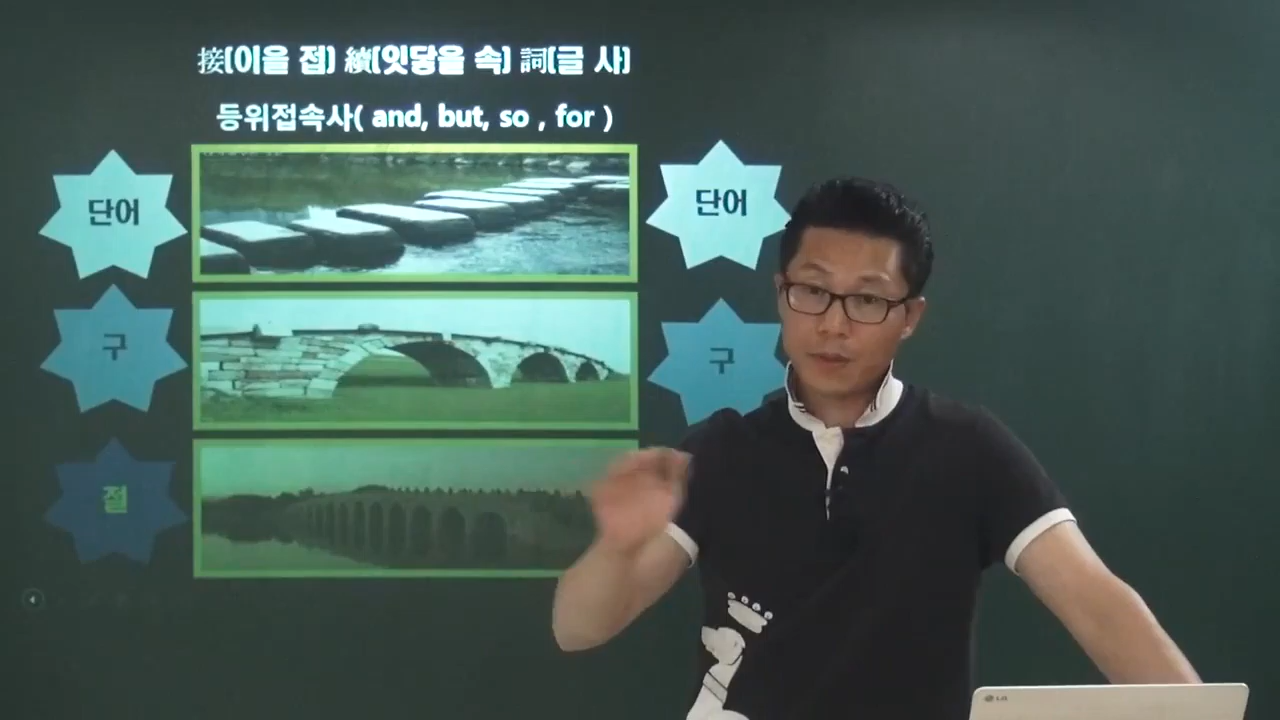 接(이을 접) 續(잇닿을 속) 詞(글 사)
등위접속사( and, but, so , for )
단어 단어
구 구
절
LG